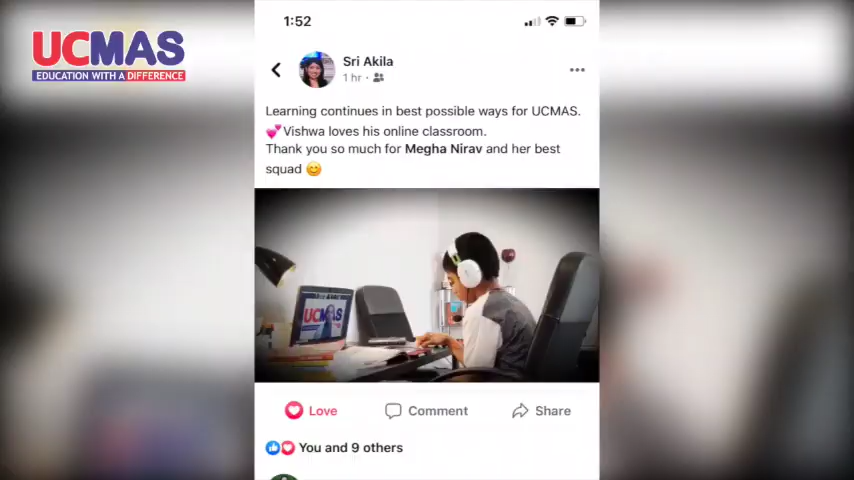 UCMAS
EDUCATION WITH A DIFFERENCE
1:52
Sri Akila
1 hr
Learning continues in best possible ways for UCMAS.
💕Vishwa loves his online classroom.
Thank you so much for Megha Nirav and her best
squad 😊
UCMAS
Love
Comment
Share
You and 9 others